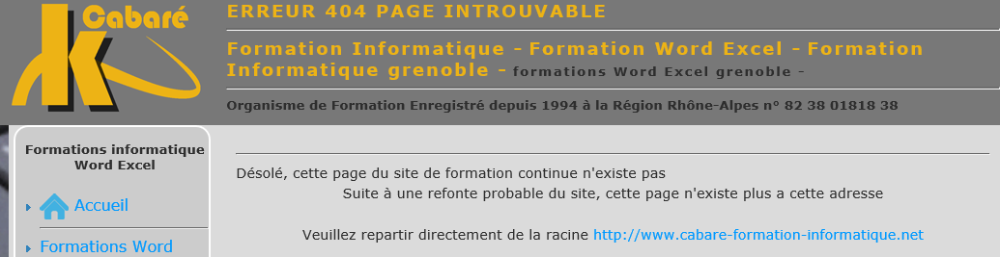 Cabaré
ERREUR 404 PAGE INTROUVABLE
Formation Informatique - Formation Word Excel - Formation
Informatique grenoble - formations Word Excel grenoble -
Organisme de Formation Enregistré depuis 1994 à la Région Rhône-Alpes n° 82 38 01818 38
Formations informatique
Word Excel
Accueil
Formations Word
Désolé, cette page du site de formation continue n'existe pas
Suite à une refonte probable du site, cette page n'existe plus a cette adresse
Veuillez repartir directement de la racine http://www.cabare-formation-informatique.net